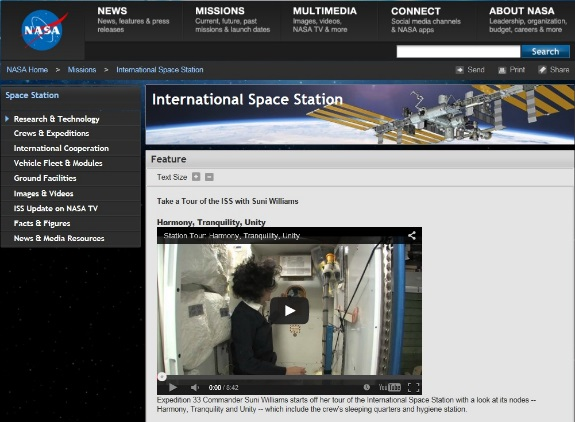 NASA
NEWS
News, features & press
releases
MISSIONS
Current, future, past
missions & launch dates
MULTIMEDIA
Images, videos,
NASA TV & more
CONNECT
Social media channels
& NASA apps
ABOUT NASA
Leadership, organization,
budget, careers & more
Search
NASA Home > Missions > International Space Station
Send Print Share
Space Station
Research & Technology
Crews & Expeditions
International Cooperation
Vehicle Fleet & Modules
Ground Facilities
Images & Videos
ISS Update on NASA TV
Facts & Figures
News & Media Resources
International Space Station
Feature
Text Size + −
Take a Tour of the ISS with Suni Williams
Harmony, Tranquility, Unity
Station Tour: Harmony, Tranquility, Unity...
0:00 / 8:42
YouTube
Expedition 33 Commander Suni Williams starts off her tour of the International Space Station with a look at its nodes --
Harmony, Tranquility and Unity -- which include the crew's sleeping quarters and hygiene station.